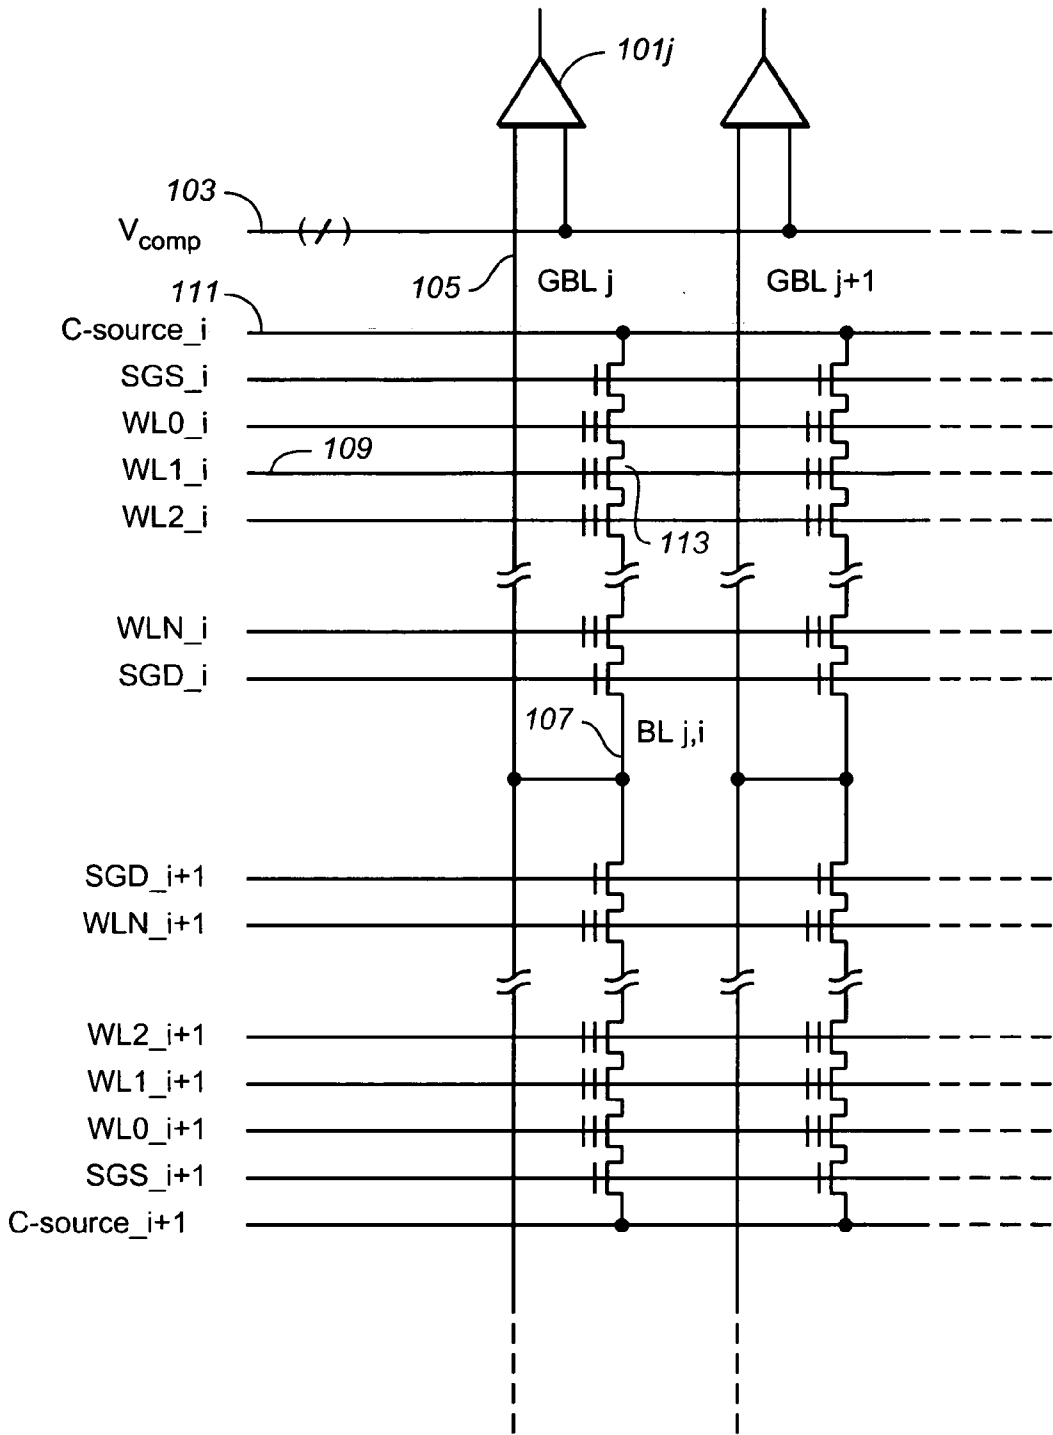 101j
103
V_comp
105
GBL j
GBL j+1
111
C-source_i
SGS_i
WL0_i
109
WL1_i
WL2_i
113
WLN_i
SGD_i
107
BL j,i
SGD_i+1
WLN_i+1
WL2_i+1
WL1_i+1
WL0_i+1
SGS_i+1
C-source_i+1